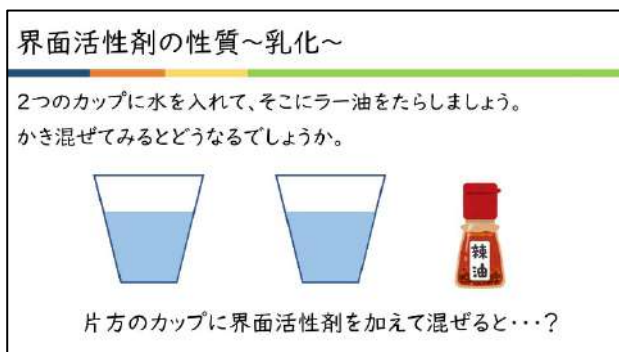 界面活性剤の性質～乳化～
2つのカップに水を入れて、そこにラー油をたらしましょう。
かき混ぜてみるとどうなるでしょうか。
辣油
片方のカップに界面活性剤を加えて混ぜると・・・?